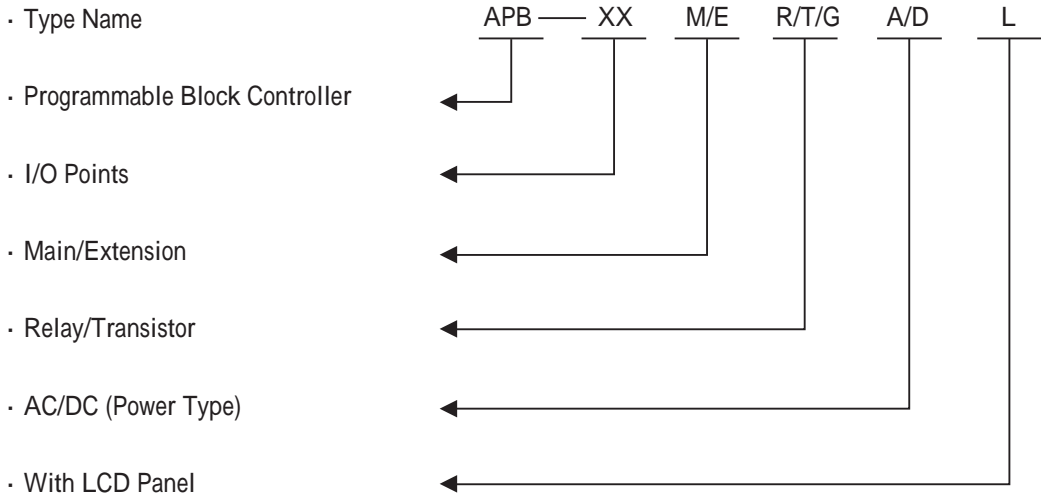 · Type Name APB — XX M/E R/T/G A/D L
· Programmable Block Controller
· I/O Points
· Main/Extension
· Relay/Transistor
· AC/DC (Power Type)
· With LCD Panel